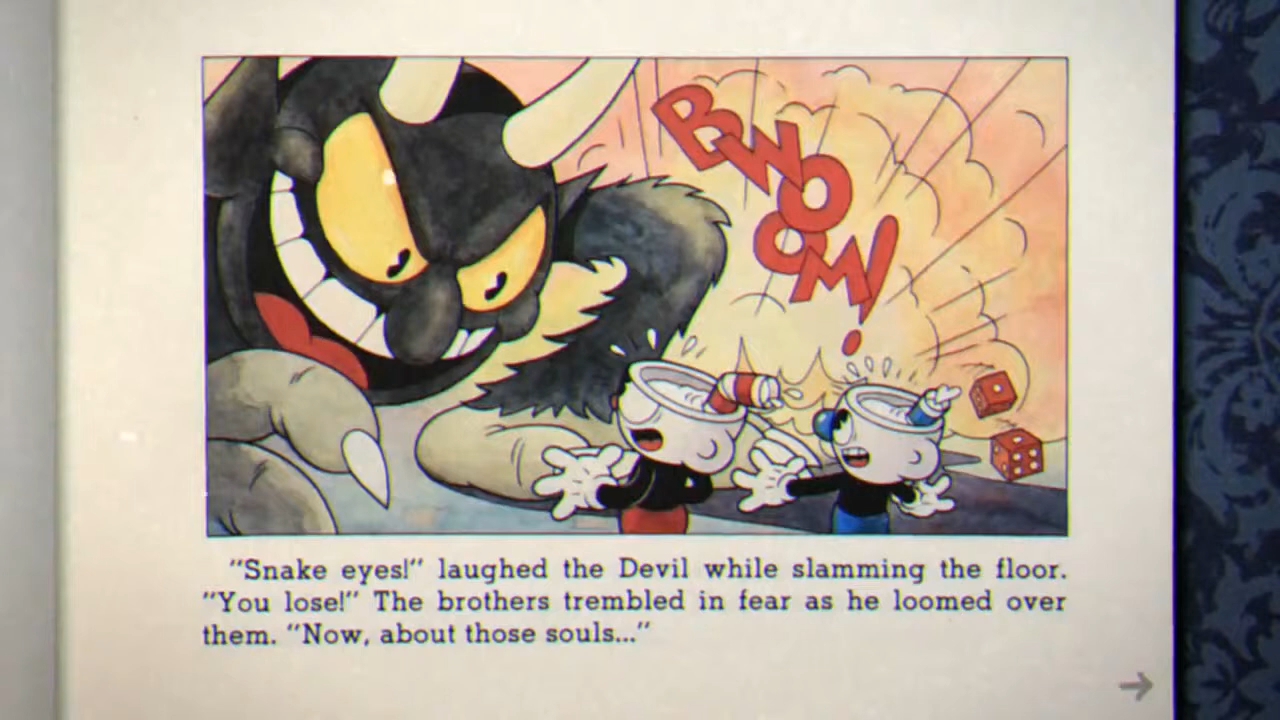 BWOOM!
"Snake eyes!" laughed the Devil while slamming the floor.
"You lose!" The brothers trembled in fear as he loomed over
them. "Now, about those souls..."